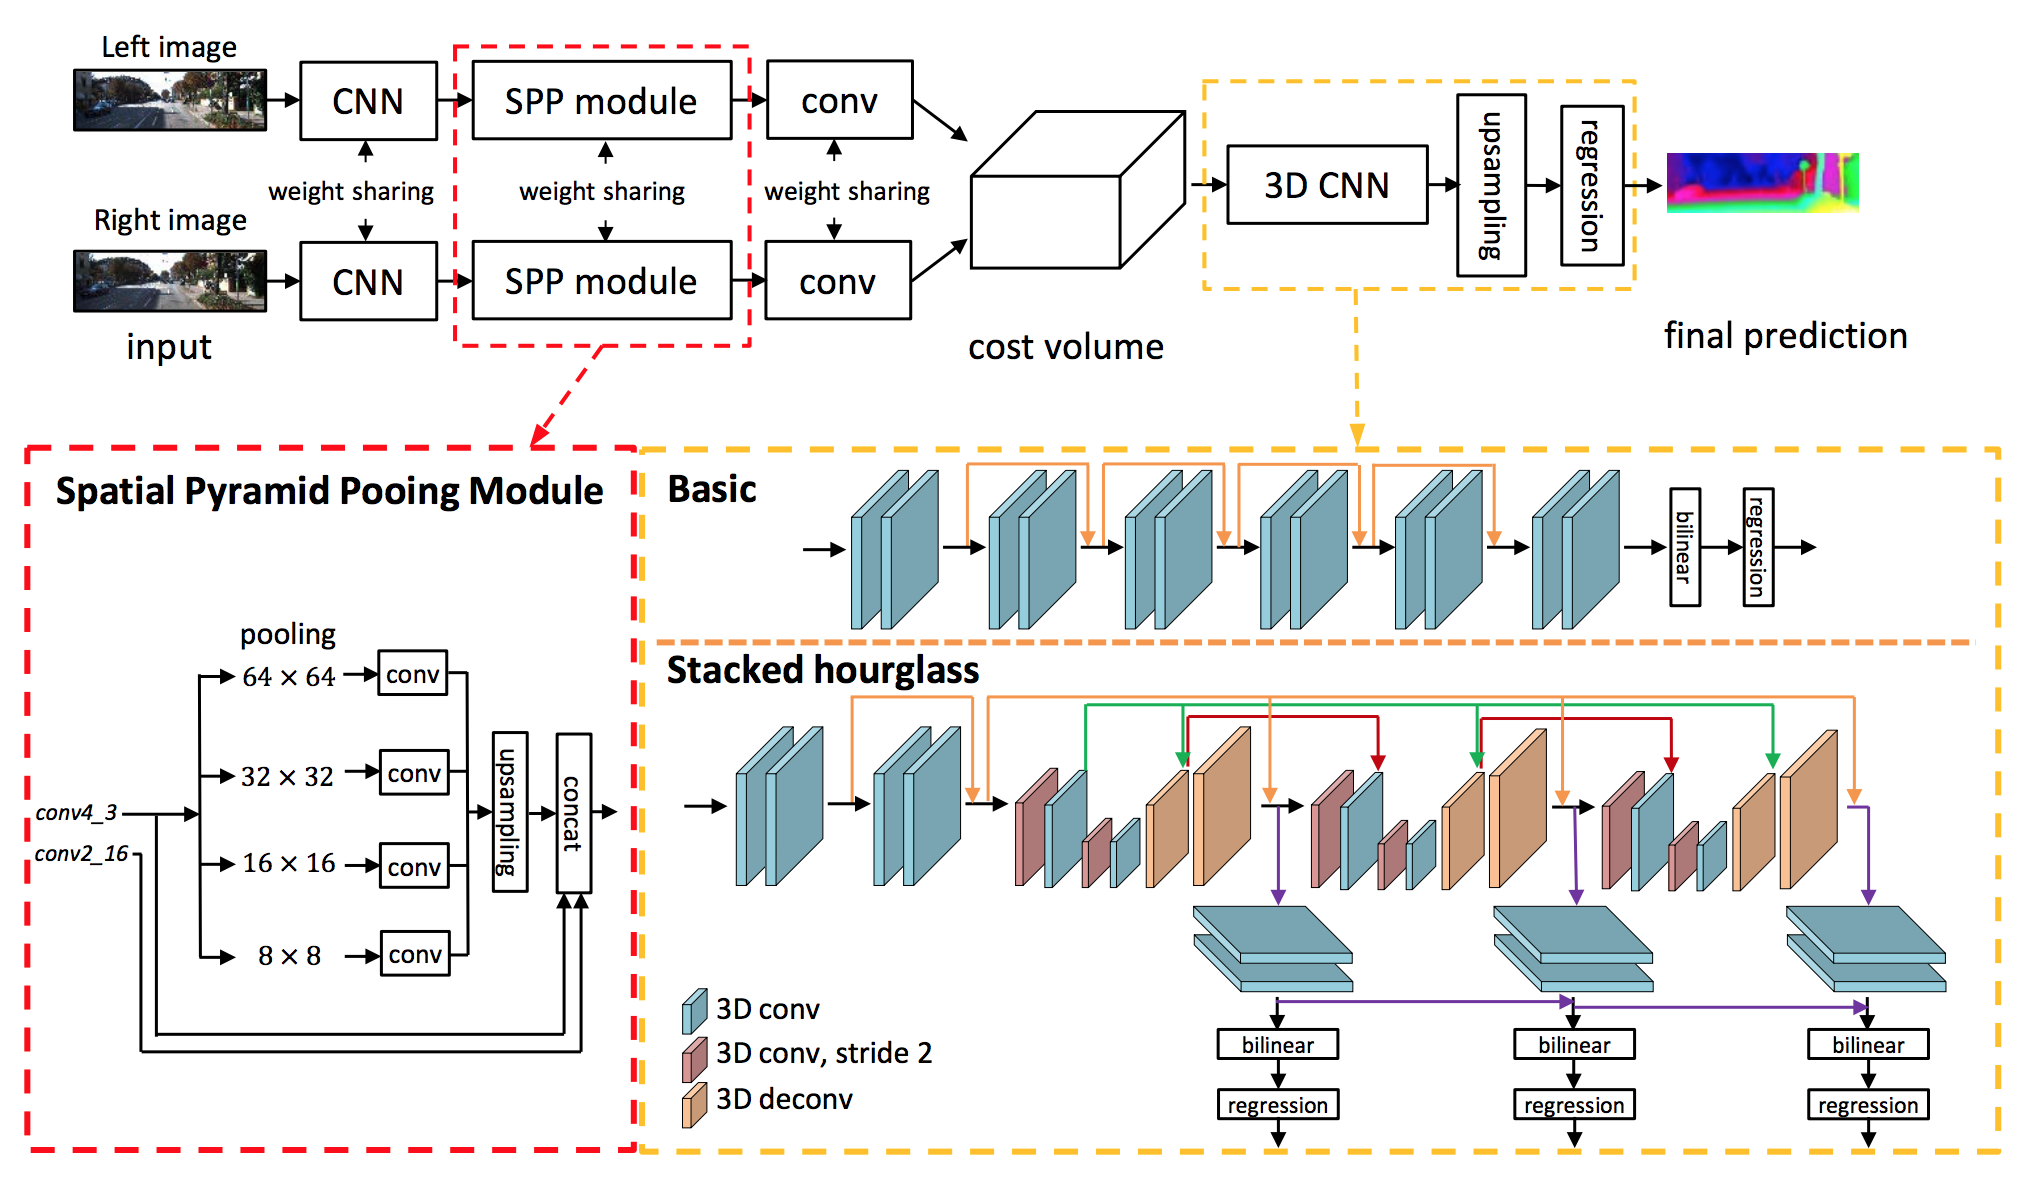 Left image
CNN
SPP module
conv
weight sharing
weight sharing
weight sharing
Right image
CNN
SPP module
conv
input
cost volume
3D CNN
upsampling
regression
final prediction
Spatial Pyramid Pooing Module
pooling
64 × 64
conv
32 × 32
conv
16 × 16
conv
8 × 8
conv
conv4_3
conv2_16
upsampling
concat
Basic
bilinear
regression
Stacked hourglass
3D conv
3D conv, stride 2
3D deconv
bilinear
bilinear
bilinear
regression
regression
regression